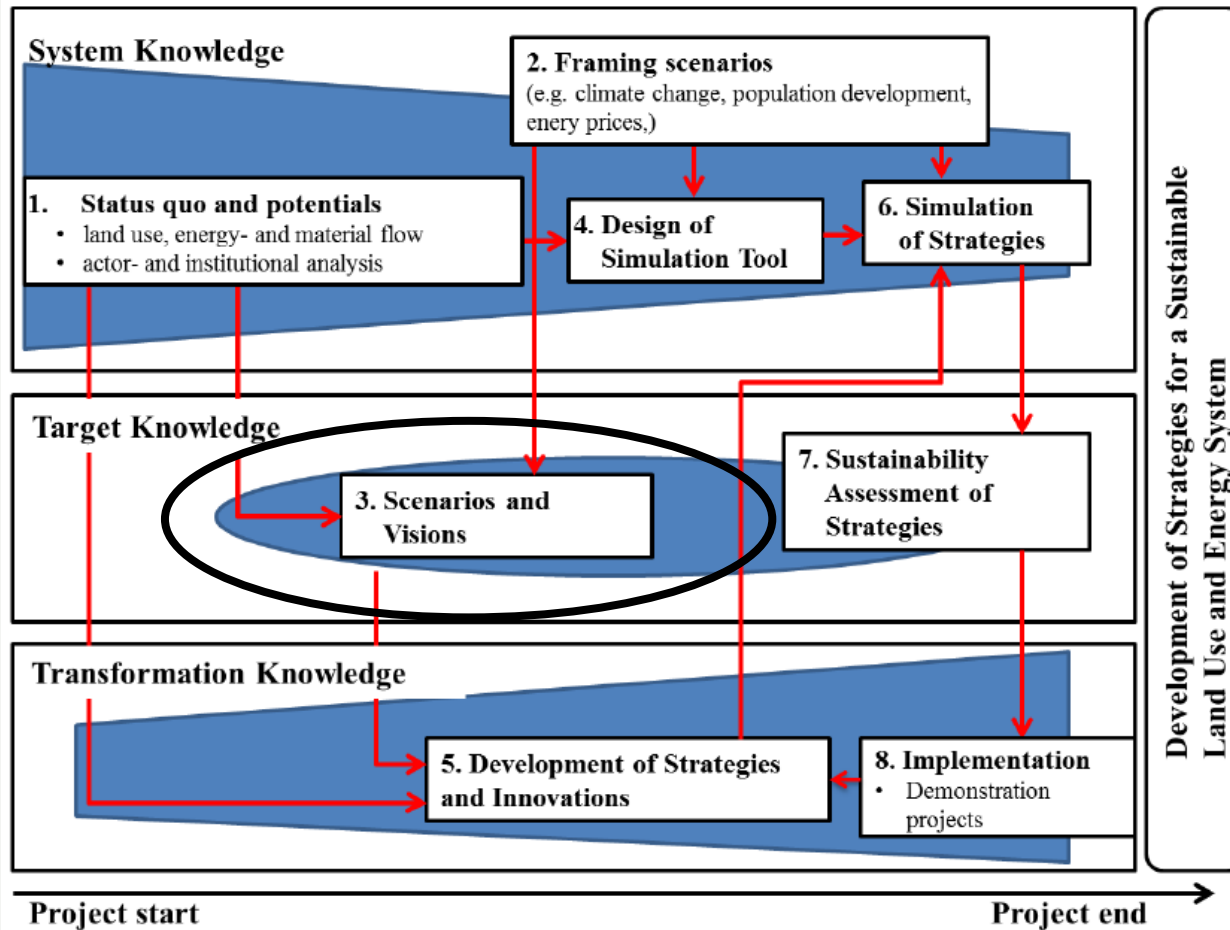 System Knowledge
2. Framing scenarios
(e.g. climate change, population development,
enery prices,)
1. Status quo and potentials
• land use, energy- and material flow
• actor- and institutional analysis
4. Design of
Simulation Tool
6. Simulation
of Strategies
Target Knowledge
3. Scenarios and
Visions
7. Sustainability
Assessment of
Strategies
Transformation Knowledge
5. Development of Strategies
and Innovations
8. Implementation
• Demonstration
projects
Development of Strategies for a Sustainable
Land Use and Energy System
Project start
Project end